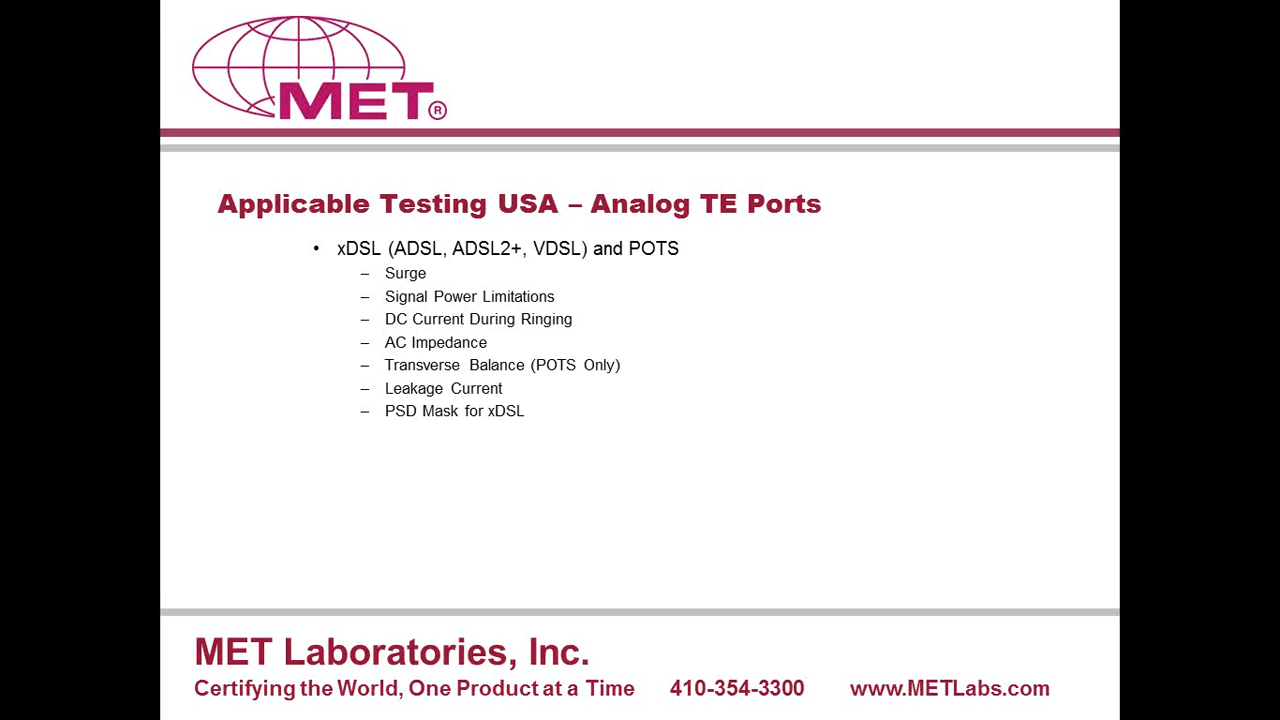 MET®
Applicable Testing USA – Analog TE Ports
• xDSL (ADSL, ADSL2+, VDSL) and POTS
– Surge
– Signal Power Limitations
– DC Current During Ringing
– AC Impedance
– Transverse Balance (POTS Only)
– Leakage Current
– PSD Mask for xDSL
MET Laboratories, Inc.
Certifying the World, One Product at a Time 410-354-3300 www.METLabs.com